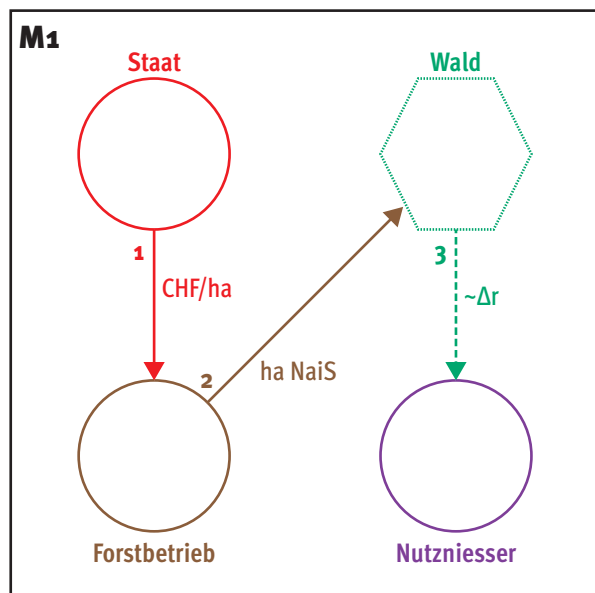 M1
Staat
Wald
1
CHF/ha
3
~Δr
2
ha NaiS
Forstbetrieb
Nutzniesser